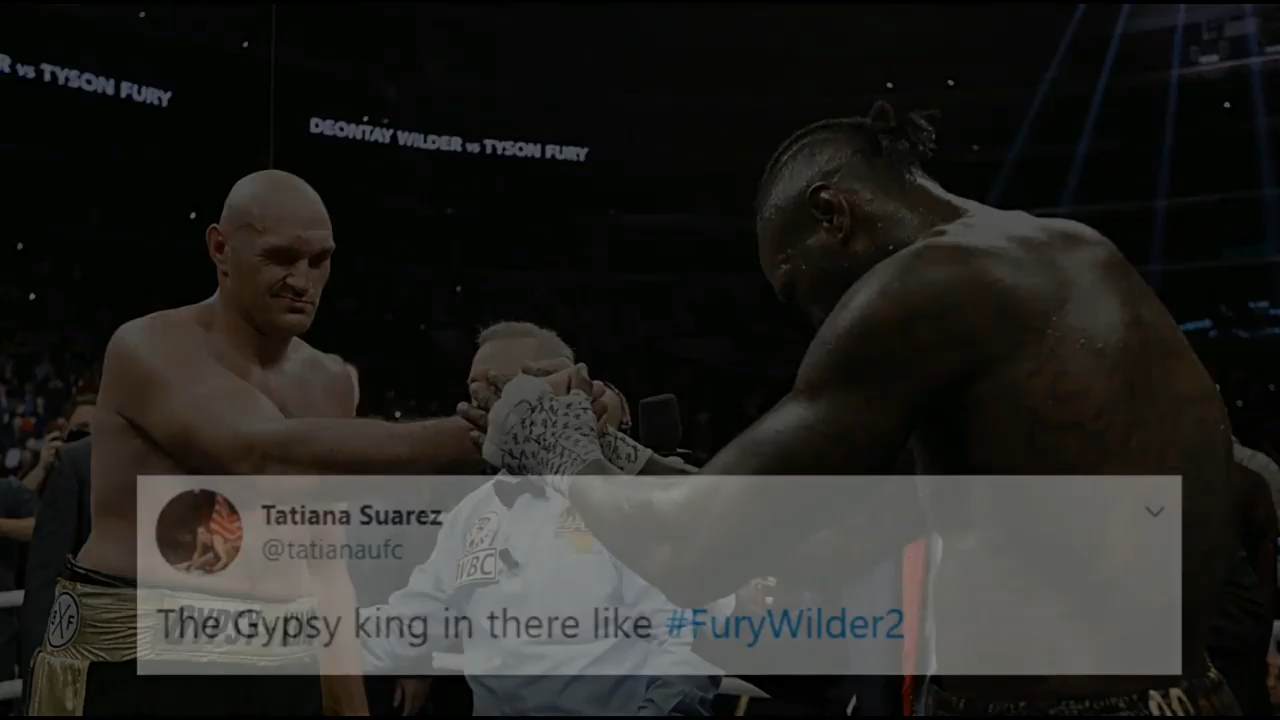 R vs TYSON FURY
DEONTAY WILDER vs TYSON FURY
Tatiana Suarez
@tatianaufc
WBC
The Gypsy king in there like #FuryWilder2